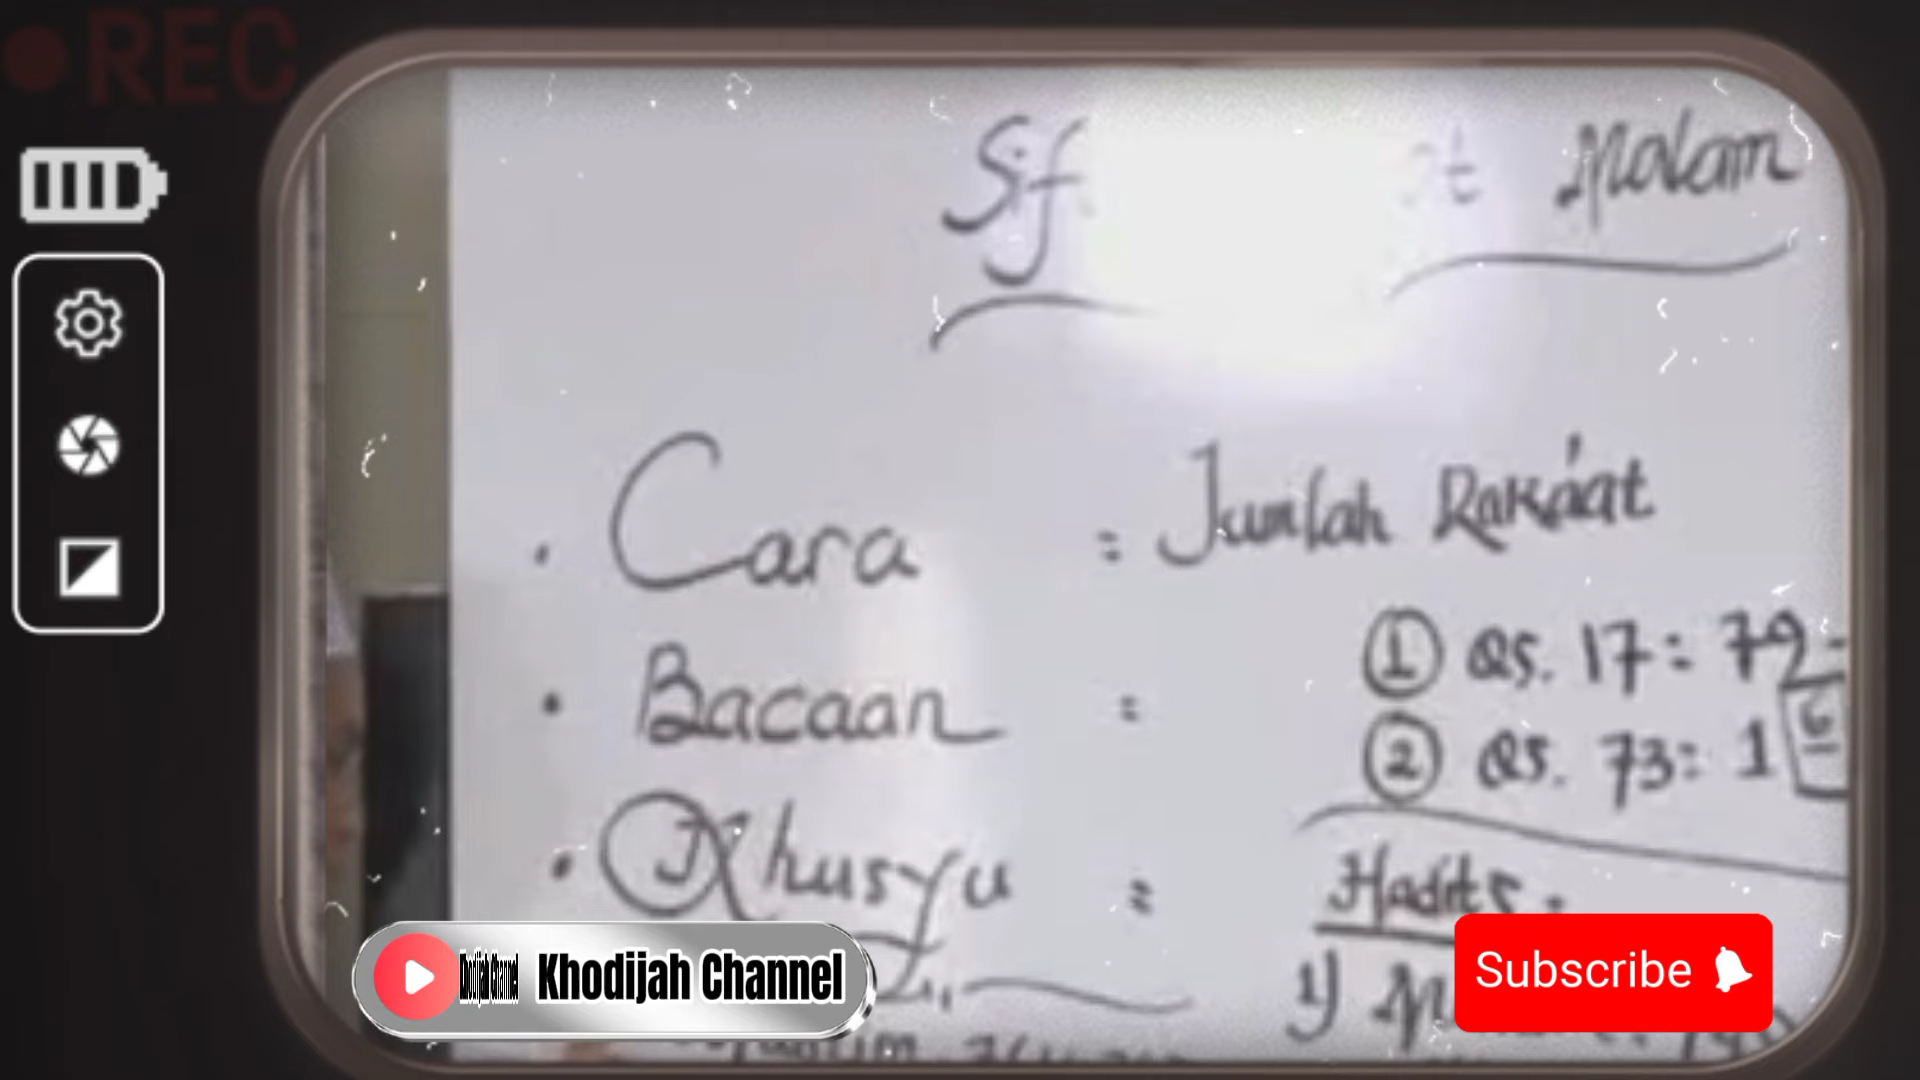 REC
Malam
• Cara = Jumlah Raka'at
① QS. 17: 79-
• Bacaan =
② QS. 73: 1
• Khusyu =
Hadits :
Khodijah Channel
Subscribe
1)